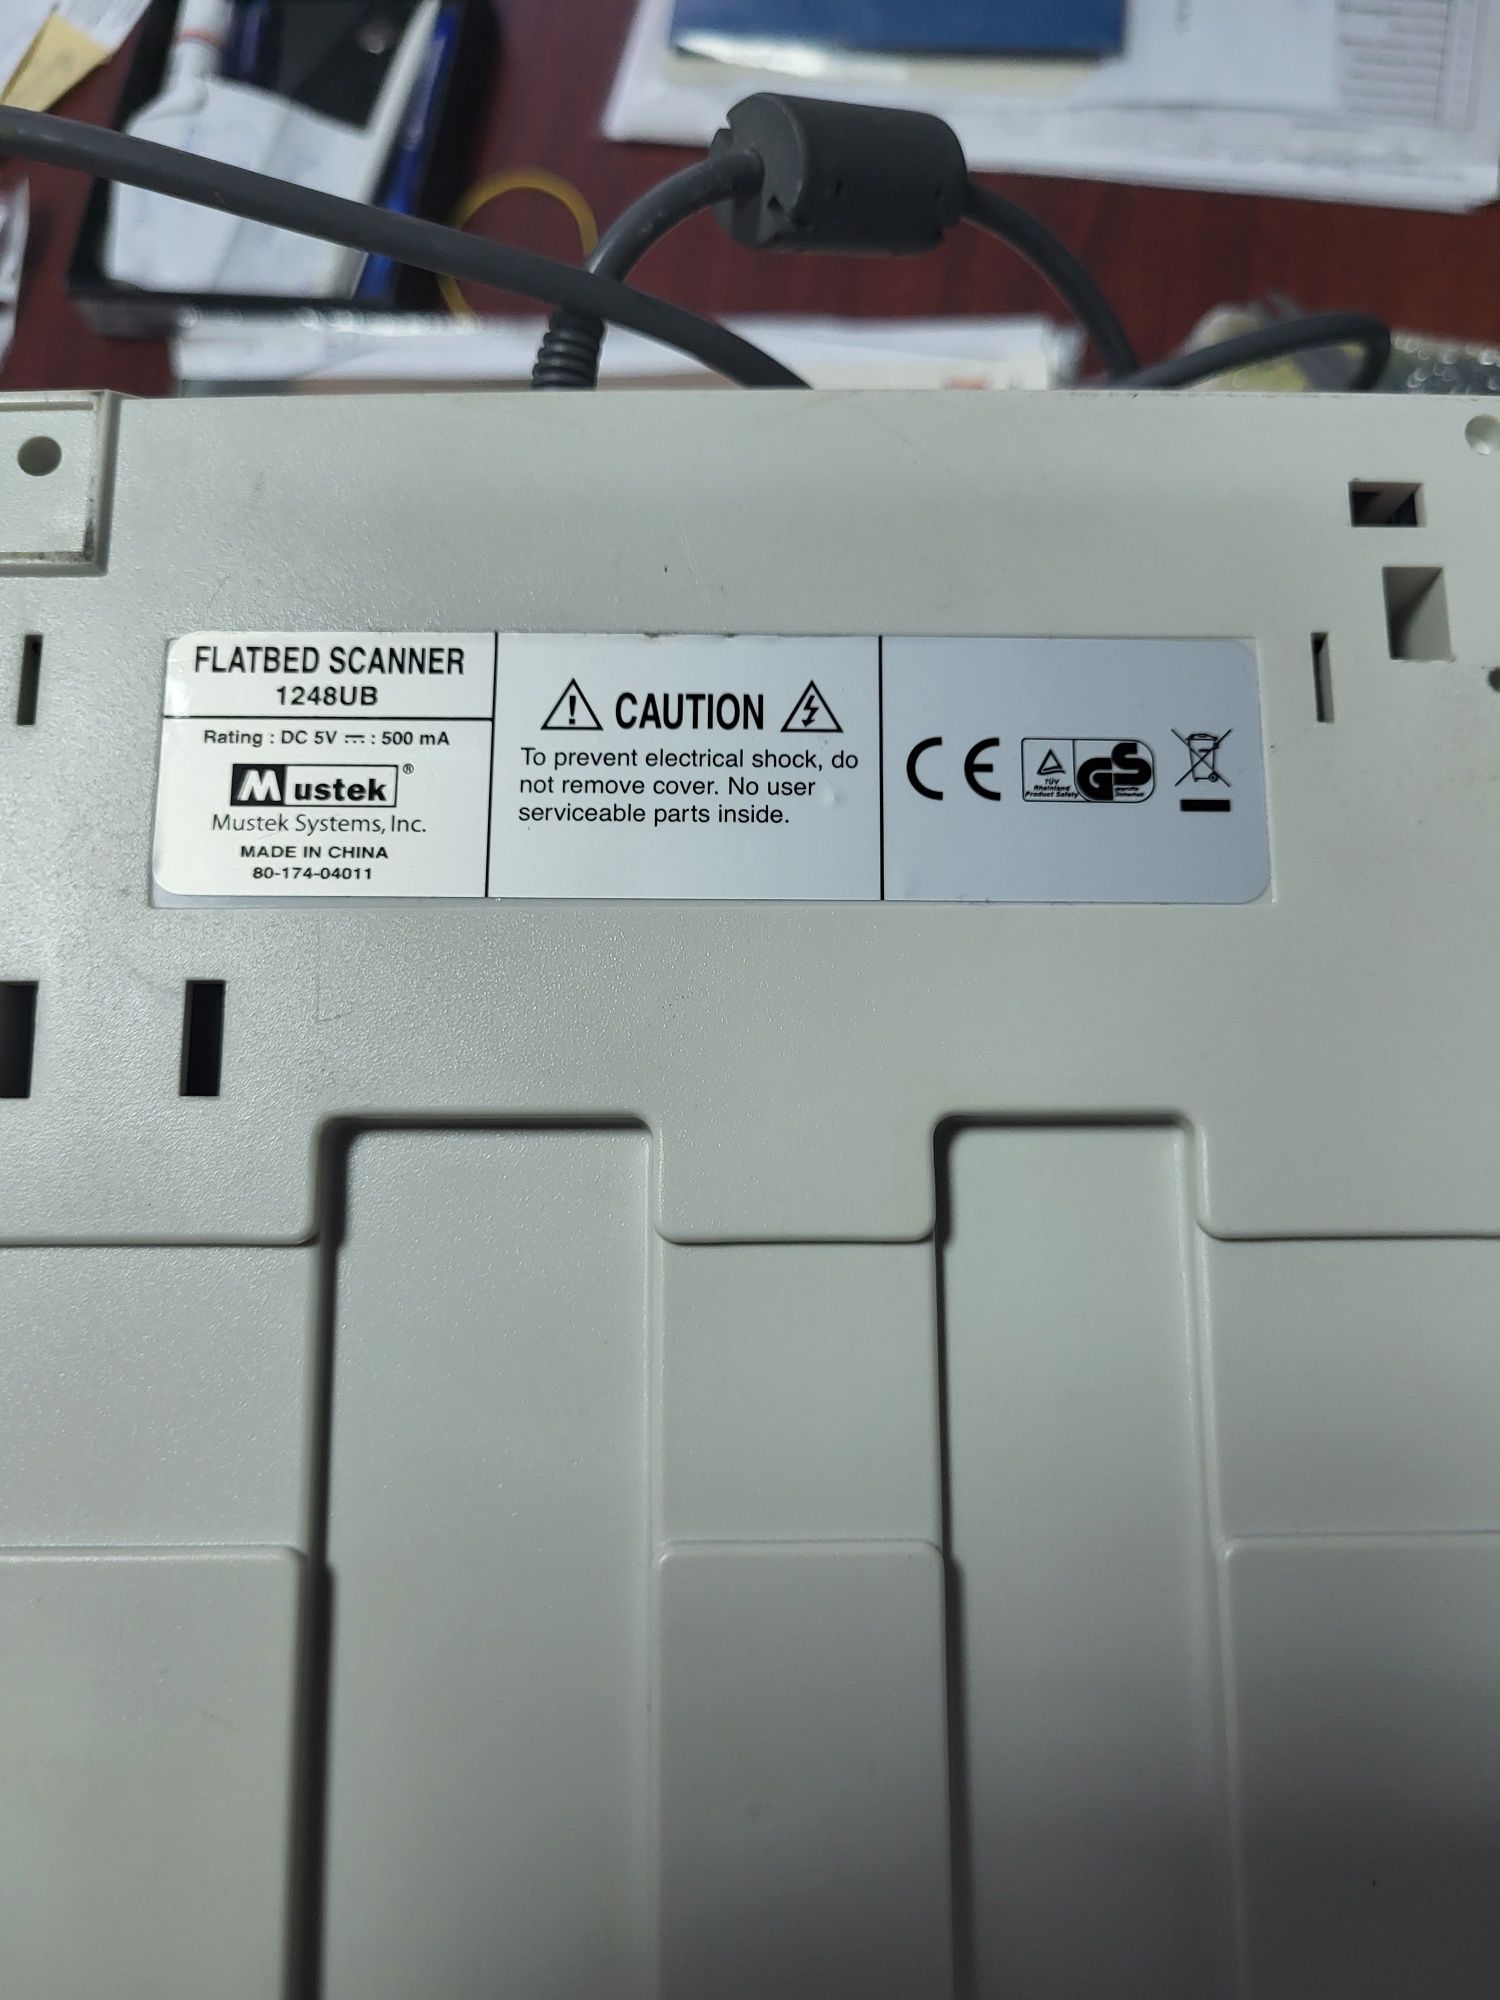 FLATBED SCANNER
1248UB
Rating : DC 5V ⎓ : 500 mA
Mustek®
Mustek Systems, Inc.
MADE IN CHINA
80-174-04011
CAUTION
To prevent electrical shock, do
not remove cover. No user
serviceable parts inside.
CE
TÜV
Rheinland
Product Safety
GS
geprüfte
Sicherheit